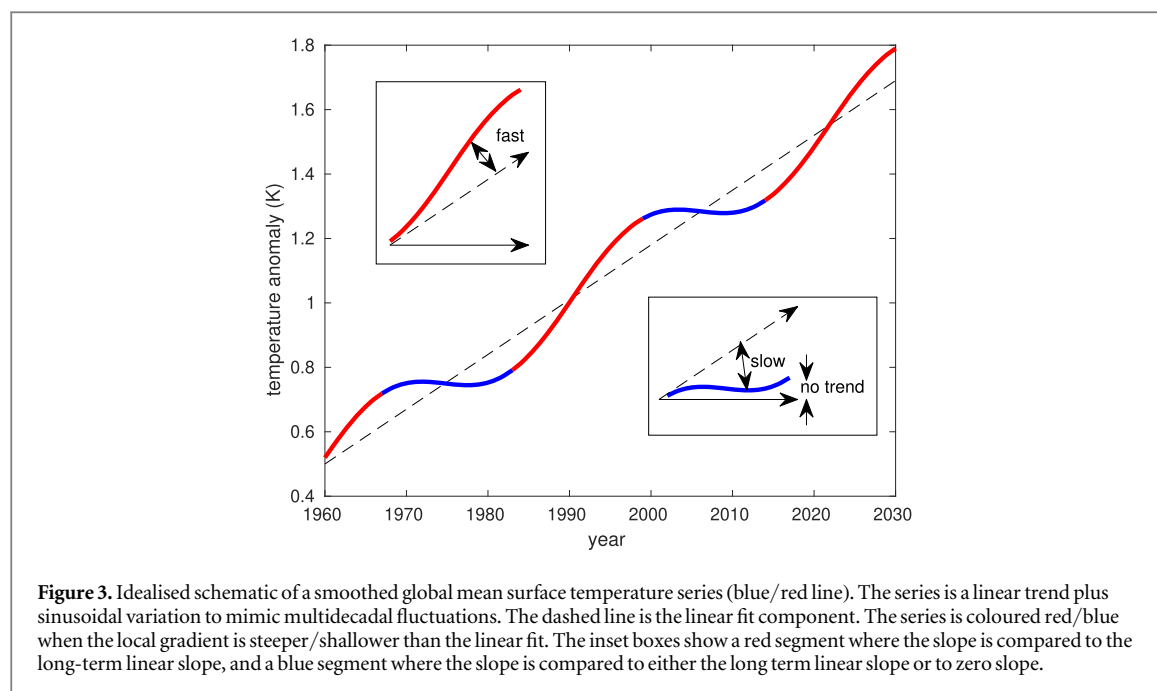 1.8
1.6
1.4
1.2
1
0.8
0.6
0.4
temperature anomaly (K)
fast
slow
no trend
1960 1970 1980 1990 2000 2010 2020 2030
year
Figure 3. Idealised schematic of a smoothed global mean surface temperature series (blue/red line). The series is a linear trend plus
sinusoidal variation to mimic multidecadal fluctuations. The dashed line is the linear fit component. The series is coloured red/blue
when the local gradient is steeper/shallower than the linear fit. The inset boxes show a red segment where the slope is compared to the
long-term linear slope, and a blue segment where the slope is compared to either the long term linear slope or to zero slope.